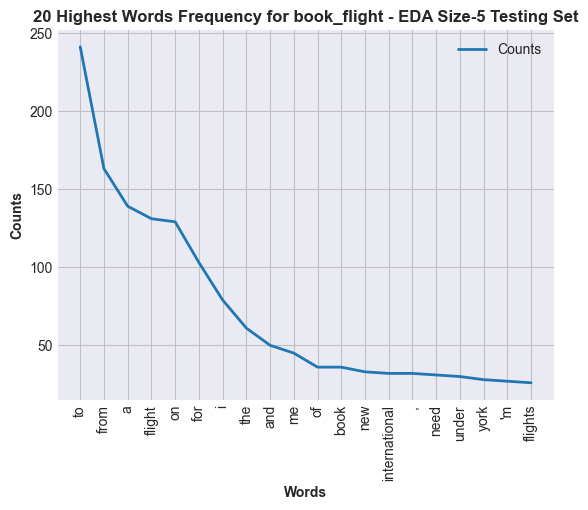 20 Highest Words Frequency for book_flight - EDA Size-5 Testing Set
Counts
250
200
150
100
50
Counts
to
from
a
flight
on
for
i
the
and
me
of
book
new
international
,
need
under
york
'm
flights
Words